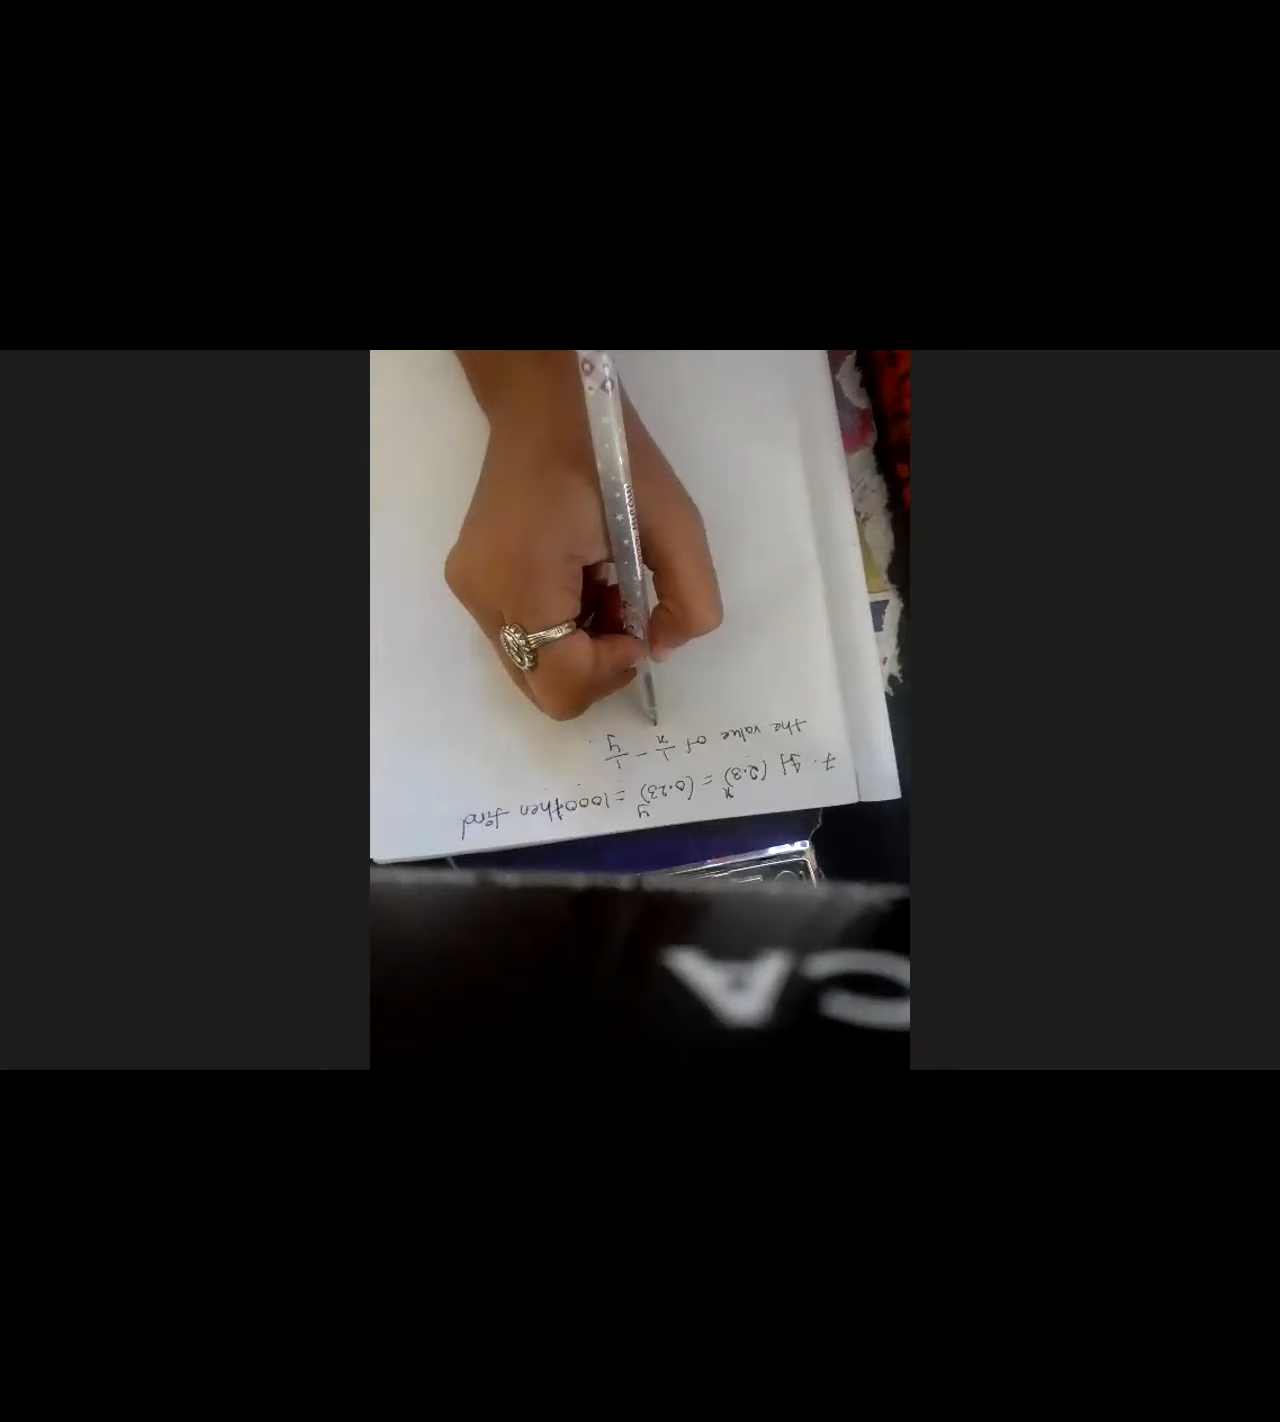 7. If (2.3)ˣ = (0.23)ʸ = 1000 then find
the value of 1/x - 1/y.